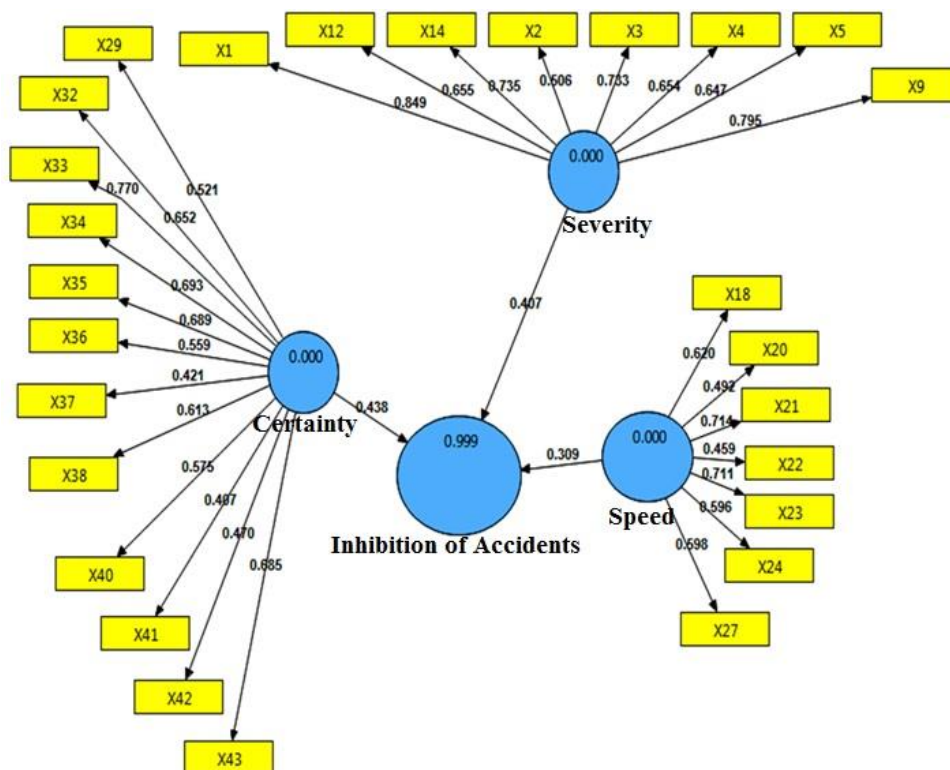 X29
X32
X33
X34
X35
X36
X37
X38
X40
X41
X42
X43
0.521
0.652
0.770
0.693
0.689
0.559
0.421
0.613
0.575
0.407
0.470
0.685
0.000
Certainty
0.438
X1
X12
X14
X2
X3
X4
X5
X9
0.849
0.655
0.735
0.606
0.733
0.654
0.647
0.795
0.000
Severity
0.407
0.999
Inhibition of Accidents
0.309
0.000
Speed
X18
X20
X21
X22
X23
X24
X27
0.620
0.492
0.714
0.459
0.711
0.596
0.598